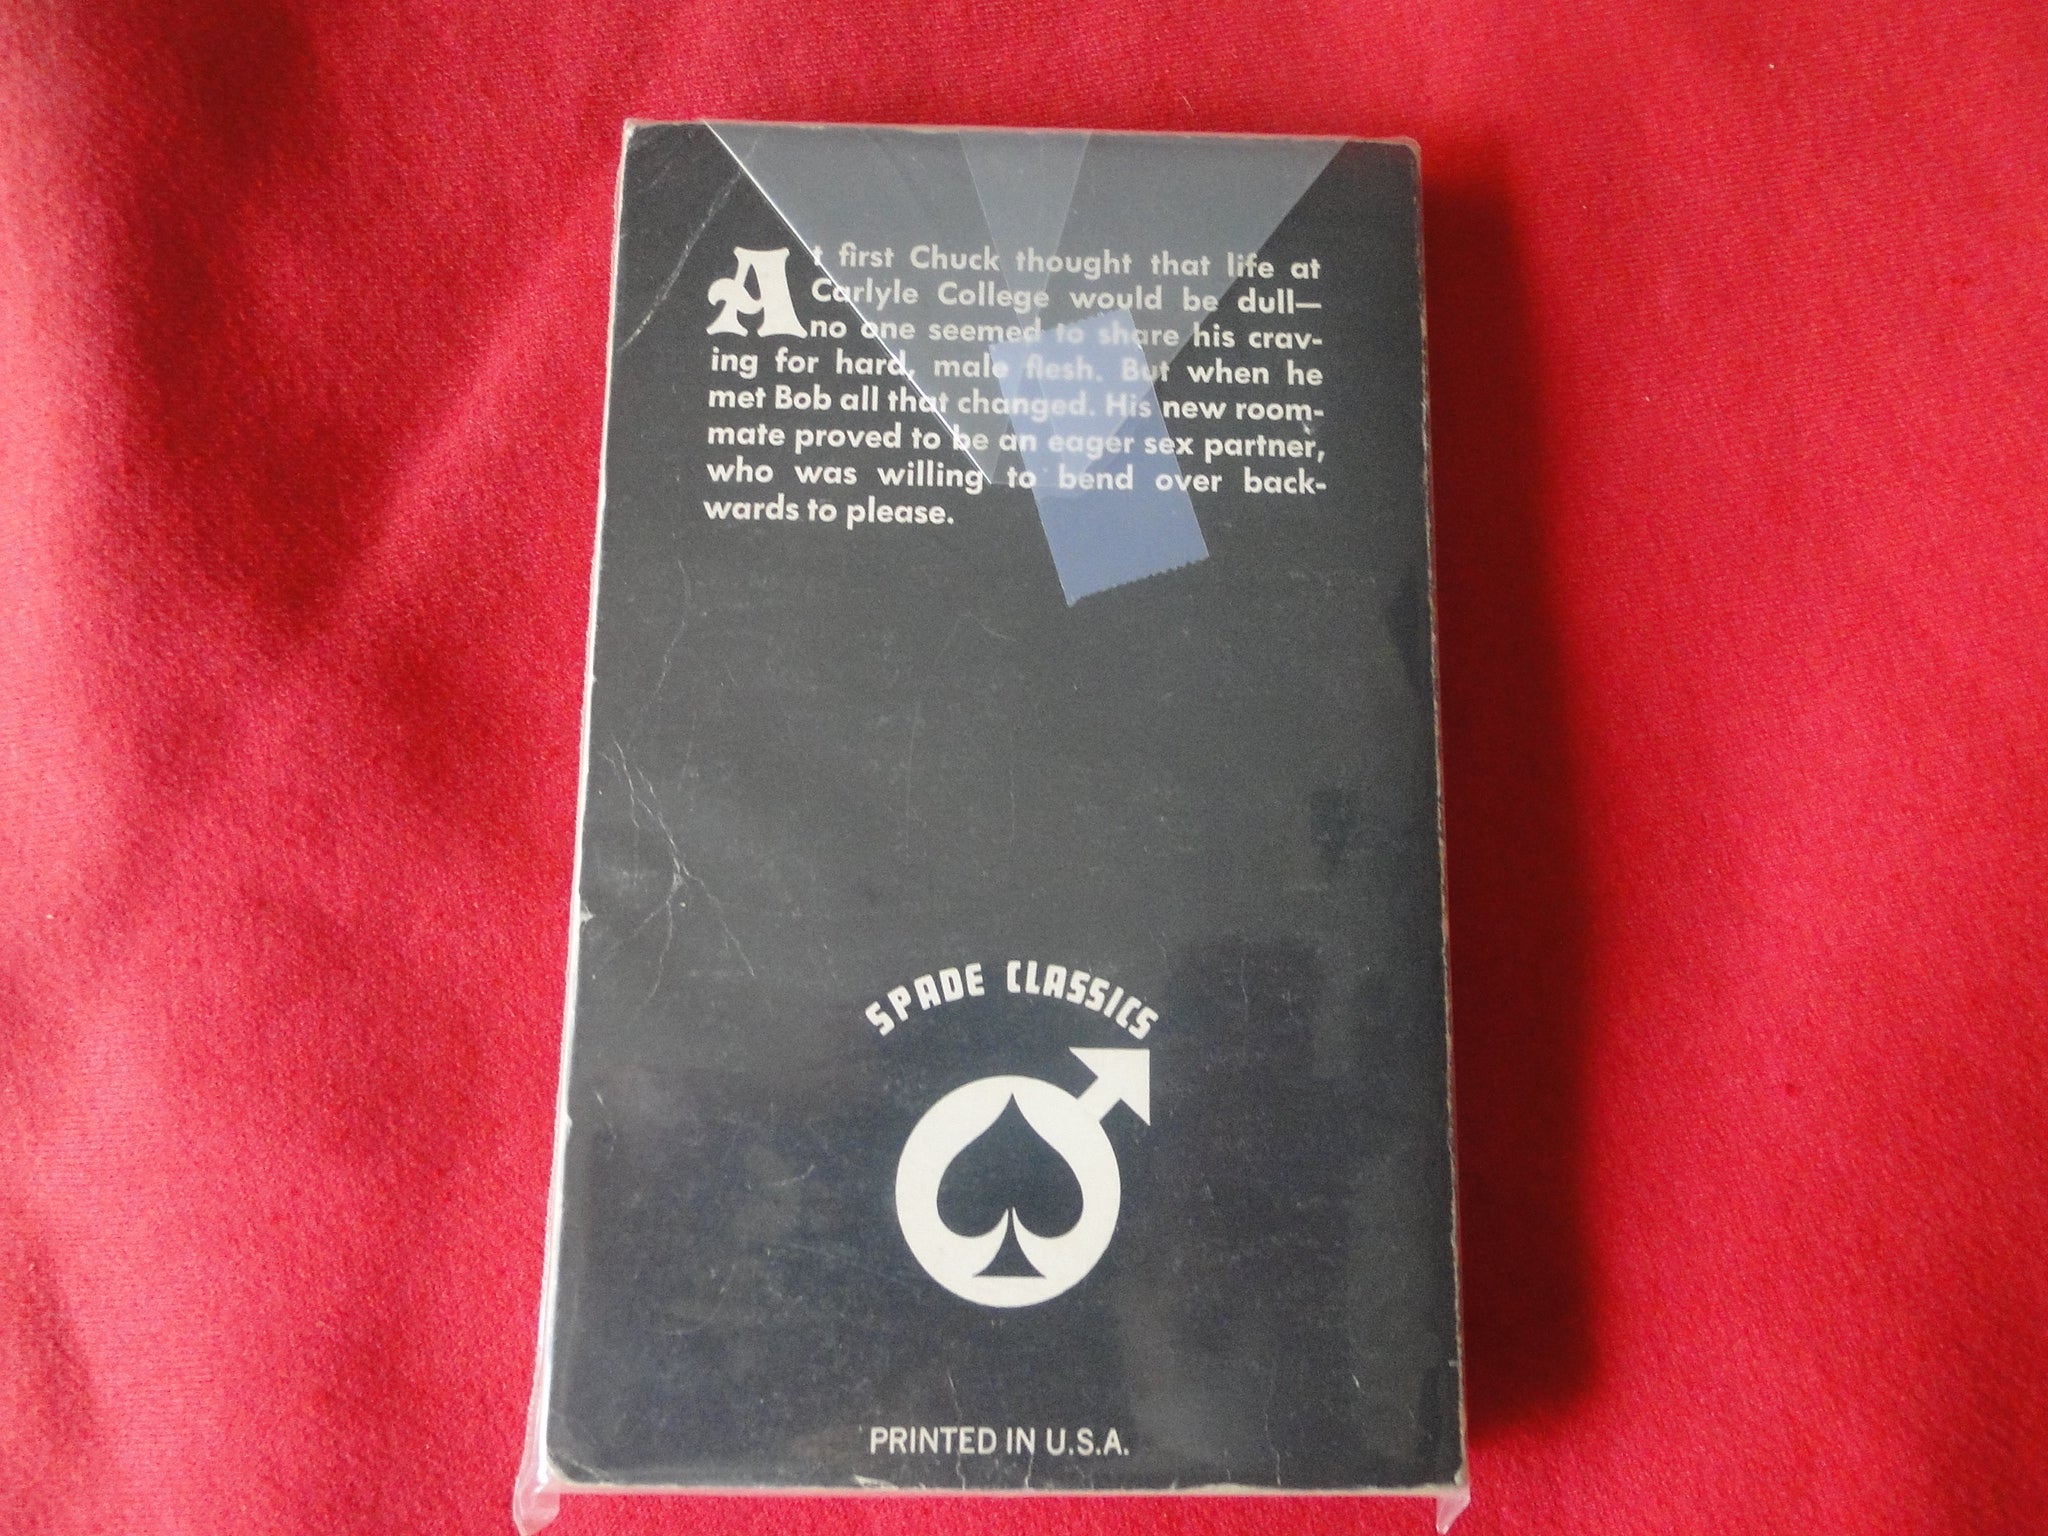 At first Chuck thought that life at
Carlyle College would be dull—
no one seemed to share his crav-
ing for hard, male flesh. But when he
met Bob all that changed. His new room-
mate proved to be an eager sex partner,
who was willing to bend over back-
wards to please.
SPADE CLASSICS
PRINTED IN U.S.A.